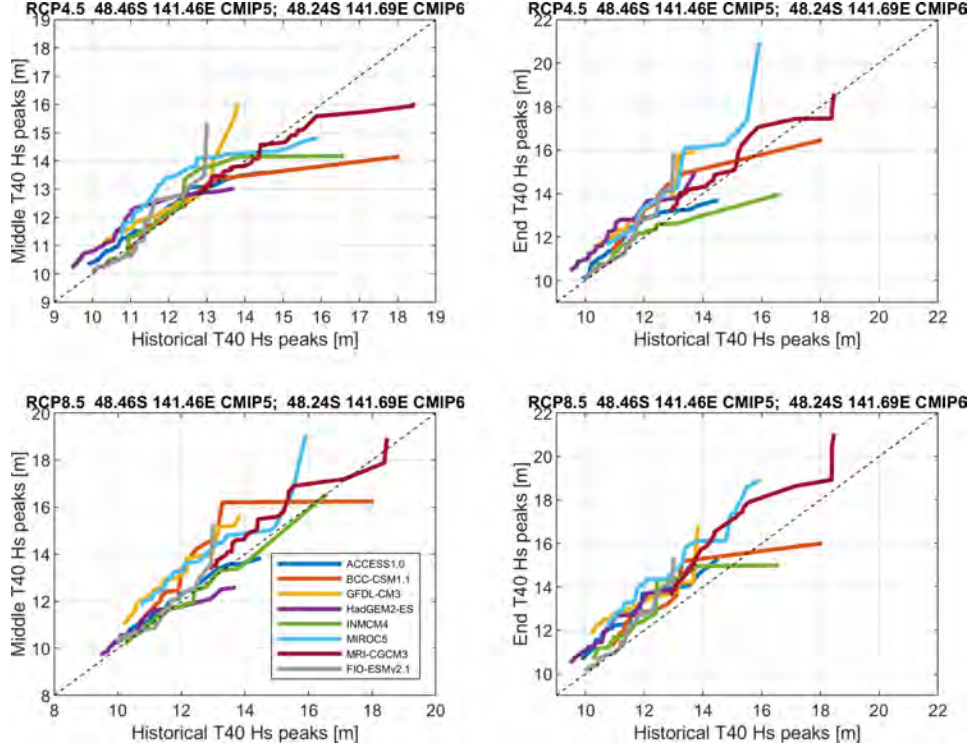 RCP4.5 48.46S 141.46E CMIP5; 48.24S 141.69E CMIP6
19
18
17
16
15
14
13
12
11
10
9
Middle T40 Hs peaks [m]
9 10 11 12 13 14 15 16 17 18 19
Historical T40 Hs peaks [m]
RCP4.5 48.46S 141.46E CMIP5; 48.24S 141.69E CMIP6
22
20
18
16
14
12
10
End T40 Hs peaks [m]
10 12 14 16 18 20 22
Historical T40 Hs peaks [m]
RCP8.5 48.46S 141.46E CMIP5; 48.24S 141.69E CMIP6
20
18
16
14
12
10
8
Middle T40 Hs peaks [m]
ACCESS1.0
BCC-CSM1.1
GFDL-CM3
HadGEM2-ES
INMCM4
MIROC5
MRI-CGCM3
FIO-ESMv2.1
8 10 12 14 16 18 20
Historical T40 Hs peaks [m]
RCP8.5 48.46S 141.46E CMIP5; 48.24S 141.69E CMIP6
22
20
18
16
14
12
10
End T40 Hs peaks [m]
10 12 14 16 18 20 22
Historical T40 Hs peaks [m]